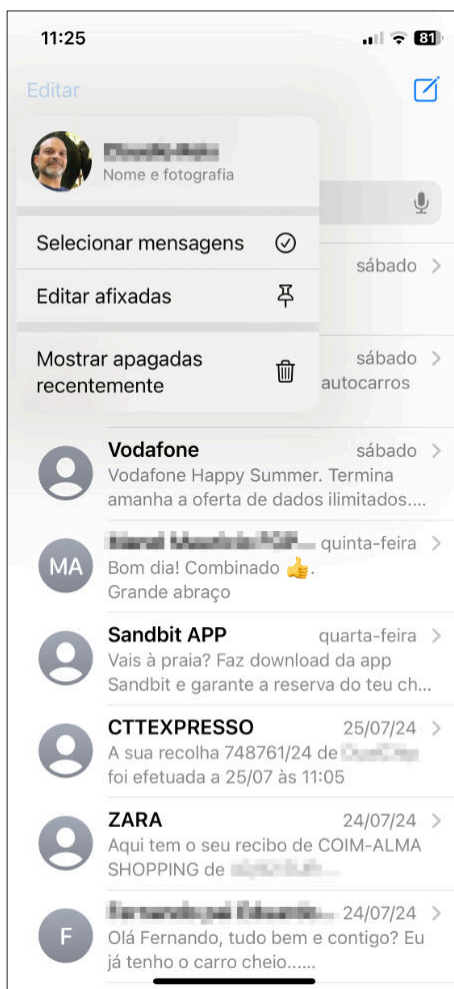 11:25
81
Editar
Nome e fotografia
Selecionar mensagens
sábado
Editar afixadas
Mostrar apagadas
recentemente
sábado
autocarros
Vodafone
sábado
Vodafone Happy Summer. Termina
amanha a oferta de dados ilimitados....
MA
quinta-feira
Bom dia! Combinado 👍.
Grande abraço
Sandbit APP
quarta-feira
Vais à praia? Faz download da app
Sandbit e garante a reserva do teu ch...
CTTEXPRESSO
25/07/24
A sua recolha 748761/24 de
foi efetuada a 25/07 às 11:05
ZARA
24/07/24
Aqui tem o seu recibo de COIM-ALMA
SHOPPING de
F
24/07/24
Olá Fernando, tudo bem e contigo? Eu
já tenho o carro cheio......